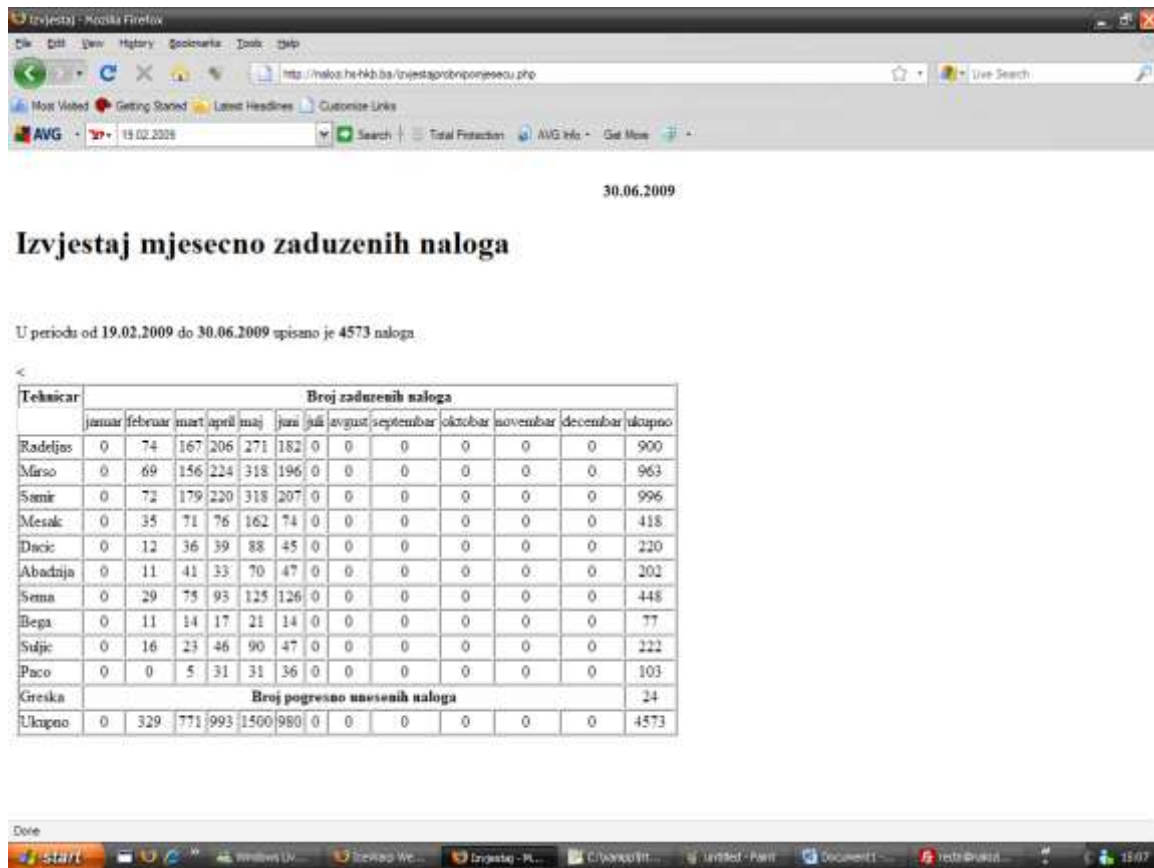 Izvjestaj - Mozilla Firefox
File Edit View History Bookmarks Tools Help
Live Search
Most Visited Getting Started Latest Headlines Customize Links
AVG 19.02.2009 Search Total Protection AVG Info Get More
30.06.2009
Izvjestaj mjesecno zaduzenih naloga
U periodu od 19.02.2009 do 30.06.2009 upisano je 4573 naloga
<
Tehnicar Broj zaduzenih naloga
januar februar mart april maj juni juli avgust septembar oktobar novembar decembar ukupno
Radeljas 0 74 167 206 271 182 0 0 0 0 0 0 900
Mirso 0 69 156 224 318 196 0 0 0 0 0 0 963
Samir 0 72 179 220 318 207 0 0 0 0 0 0 996
Mesak 0 35 71 76 162 74 0 0 0 0 0 0 418
Dacic 0 12 36 39 88 45 0 0 0 0 0 0 220
Abadzija 0 11 41 33 70 47 0 0 0 0 0 0 202
Sema 0 29 75 93 125 126 0 0 0 0 0 0 448
Bega 0 11 14 17 21 14 0 0 0 0 0 0 77
Suljic 0 16 23 46 90 47 0 0 0 0 0 0 222
Paco 0 0 5 31 31 36 0 0 0 0 0 0 103
Greska Broj pogresno unesenih naloga 24
Ukupno 0 329 771 993 1500 980 0 0 0 0 0 0 4573
Done
start Windows Liv... IceWarp We... Izvjestaj - M... untitled - Paint Document1 -... 15:07